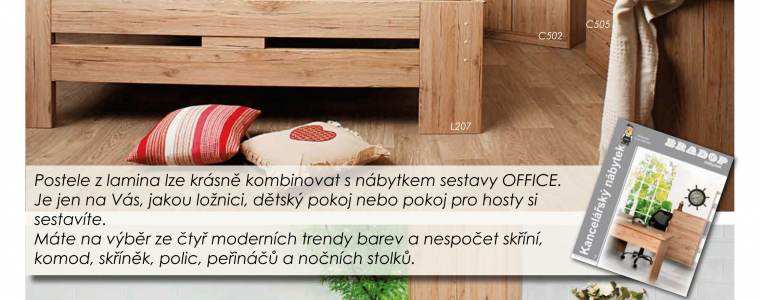 C505
C502
L207
Postele z lamina lze krásně kombinovat s nábytkem sestavy OFFICE.
Je jen na Vás, jakou ložnici, dětský pokoj nebo pokoj pro hosty si
sestavíte.
Máte na výběr ze čtyř moderních trendy barev a nespočet skříní,
komod, skříněk, polic, peřináčů a nočních stolků.
BRADOP
nábytek
Kancelářský nábytek